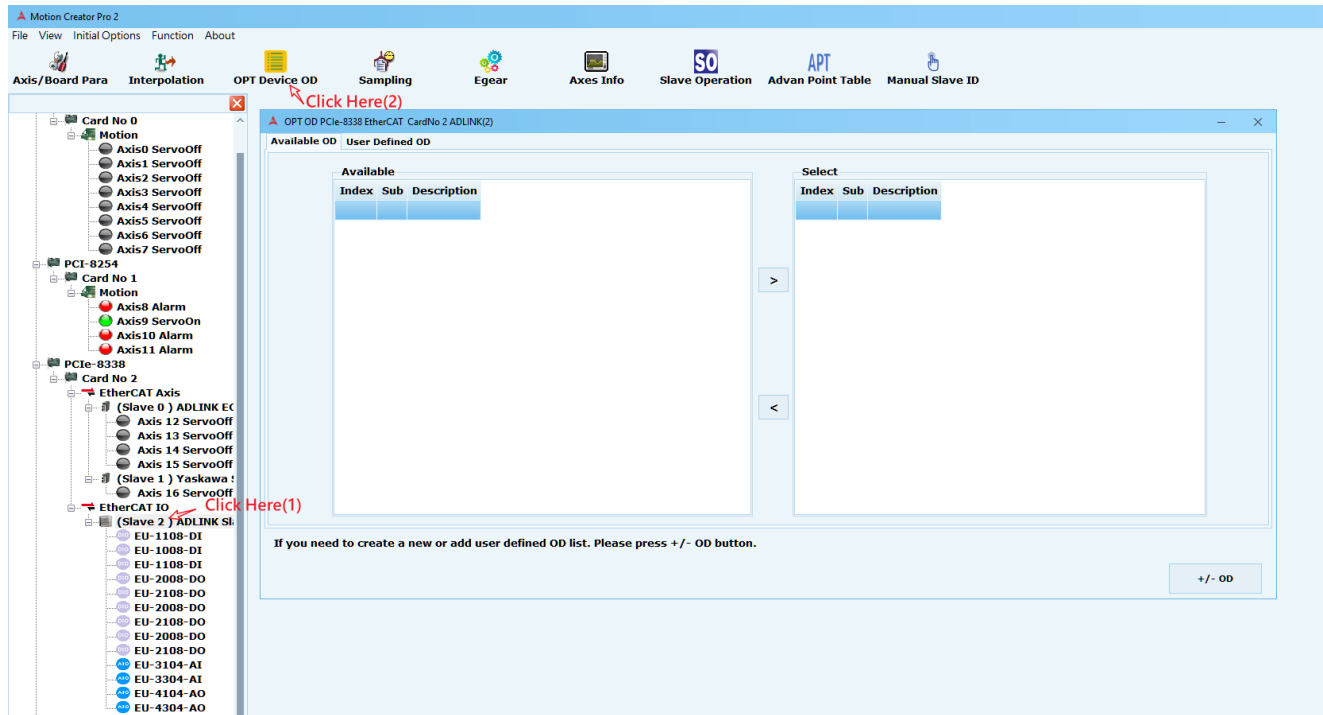 Motion Creator Pro 2
File View Initial Options Function About
Axis/Board Para Interpolation OPT Device OD Sampling Egear Axes Info SO Slave Operation APT Advan Point Table Manual Slave ID
Click Here(2)
Card No 0
Motion
Axis0 ServoOff
Axis1 ServoOff
Axis2 ServoOff
Axis3 ServoOff
Axis4 ServoOff
Axis5 ServoOff
Axis6 ServoOff
Axis7 ServoOff
PCI-8254
Card No 1
Motion
Axis8 Alarm
Axis9 ServoOn
Axis10 Alarm
Axis11 Alarm
PCIe-8338
Card No 2
EtherCAT Axis
(Slave 0 ) ADLINK EC
Axis 12 ServoOff
Axis 13 ServoOff
Axis 14 ServoOff
Axis 15 ServoOff
(Slave 1 ) Yaskawa
Axis 16 ServoOff
Click Here(1)
EtherCAT IO
(Slave 2 ) ADLINK Sl
EU-1108-DI
EU-1008-DI
EU-1108-DI
EU-2008-DO
EU-2108-DO
EU-2008-DO
EU-2108-DO
EU-2008-DO
EU-2108-DO
EU-3104-AI
EU-3304-AI
EU-4104-AO
EU-4304-AO
OPT OD PCIe-8338 EtherCAT CardNo 2 ADLINK(2)
Available OD User Defined OD
Available
Index Sub Description
Select
Index Sub Description
>
<
If you need to create a new or add user defined OD list. Please press +/- OD button.
+/- OD